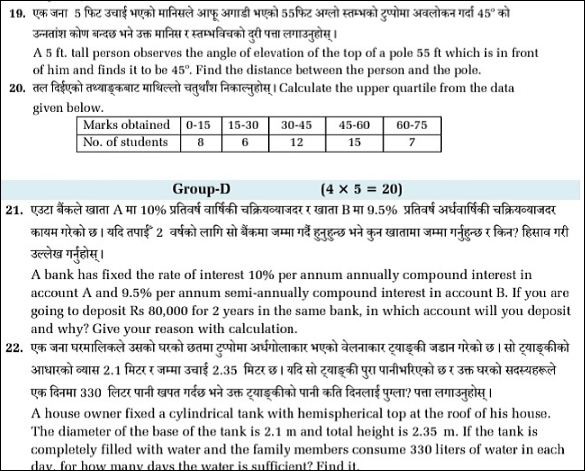 19. एक जना 5 फिट उचाई भएको मानिसले आफू अगाडी भएको 55फिट अग्लो स्तम्भको टुप्पोमा अवलोकन गर्दा 45° को
उन्नतांश कोण बन्दछ भने उक्त मानिस र स्तम्भबिचको दुरी पत्ता लगाउनुहोस् ।
A 5 ft. tall person observes the angle of elevation of the top of a pole 55 ft which is in front
of him and finds it to be 45°. Find the distance between the person and the pole.
20. तल दिईएको तथ्याङ्कबाट माथिल्लो चतुर्थांश निकाल्नुहोस् । Calculate the upper quartile from the data
given below.
Marks obtained 0-15 15-30 30-45 45-60 60-75
No. of students 8 6 12 15 7
Group-D (4 × 5 = 20)
21. एउटा बैंकले खाता A मा 10% प्रतिवर्ष वार्षिकी चक्रियव्याजदर र खाता B मा 9.5% प्रतिवर्ष अर्धवार्षिकी चक्रियव्याजदर
कायम गरेको छ । यदि तपाईं 2 वर्षको लागि सो बैंकमा जम्मा गर्दै हुनुहुन्छ भने कुन खातामा जम्मा गर्नुहुन्छ र किन? हिसाव गरी
उल्लेख गर्नुहोस् ।
A bank has fixed the rate of interest 10% per annum annually compound interest in
account A and 9.5% per annum semi-annually compound interest in account B. If you are
going to deposit Rs 80,000 for 2 years in the same bank, in which account will you deposit
and why? Give your reason with calculation.
22. एक जना घरमालिकले उसको घरको छतमा टुप्पोमा अर्धगोलाकार भएको वेलनाकार ट्याङ्की जडान गरेको छ । सो ट्याङ्कीको
आधारको व्यास 2.1 मिटर र जम्मा उचाई 2.35 मिटर छ । यदि सो ट्याङ्की पुरा पानीभरिएको छ र उक्त घरको सदस्यहरूले
एक दिनमा 330 लिटर पानी खपत गर्दछ भने उक्त ट्याङ्कीको पानी कति दिनलाई पुग्ला? पत्ता लगाउनुहोस् ।
A house owner fixed a cylindrical tank with hemispherical top at the roof of his house.
The diameter of the base of the tank is 2.1 m and total height is 2.35 m. If the tank is
completely filled with water and the family members consume 330 liters of water in each
day, for how many days the water is sufficient? Find it.